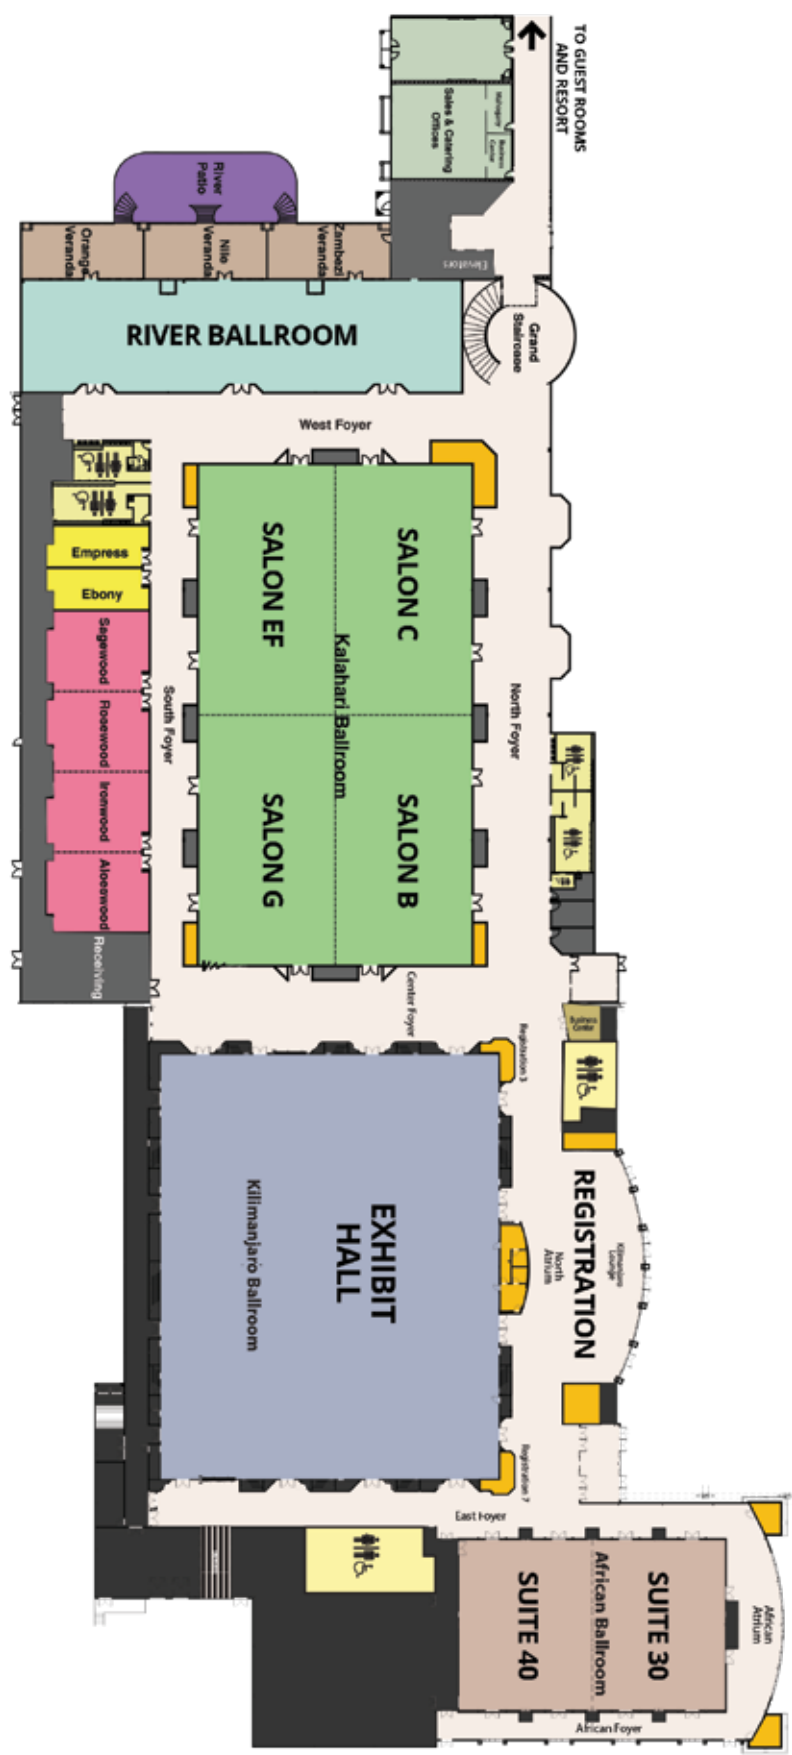 TO GUEST ROOMS
AND RESORT
Mahogany
Business
Center
Sales & Catering
Offices
River
Patio
Orange
Veranda
Nile
Veranda
Zambezi
Veranda
Elevators
RIVER BALLROOM
Grand
Staircase
West Foyer
SALON EF
SALON C
Empress
Ebony
Sagewood
Rosewood
Ironwood
Aloeswood
Receiving
South Foyer
Kalahari Ballroom
North Foyer
SALON G
SALON B
Center Foyer
Business
Center
Registration 3
EXHIBIT
HALL
Kilimanjaro Ballroom
REGISTRATION
North
Atrium
Kilimanjaro
Lounge
Registration 7
East Foyer
SUITE 40
African Ballroom
SUITE 30
African
Atrium
African Foyer